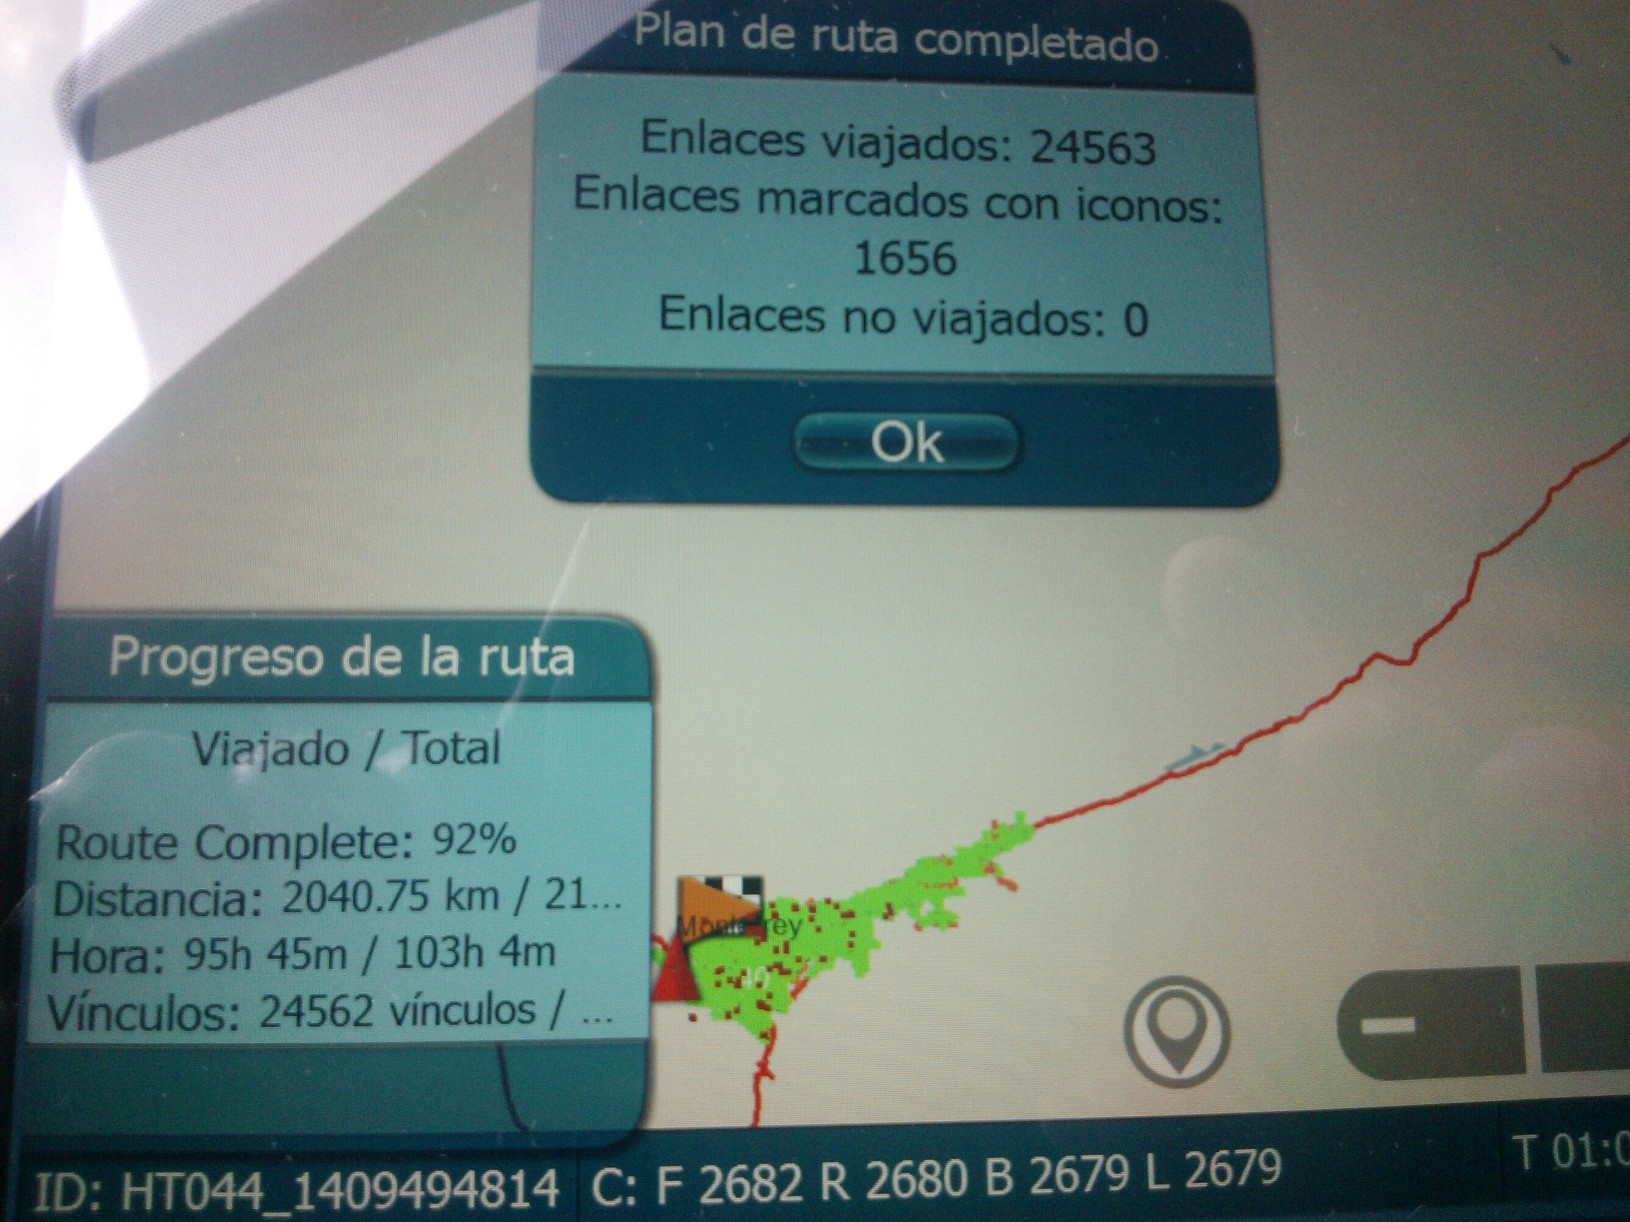 Plan de ruta completado
Enlaces viajados: 24563
Enlaces marcados con iconos:
1656
Enlaces no viajados: 0
Ok
Progreso de la ruta
Viajado / Total
Route Complete: 92%
Distancia: 2040.75 km / 21...
Hora: 95h 45m / 103h 4m
Vínculos: 24562 vínculos / ...
40
ID: HT044_1409494814
C: F 2682 R 2680 B 2679 L 2679
T 01:0